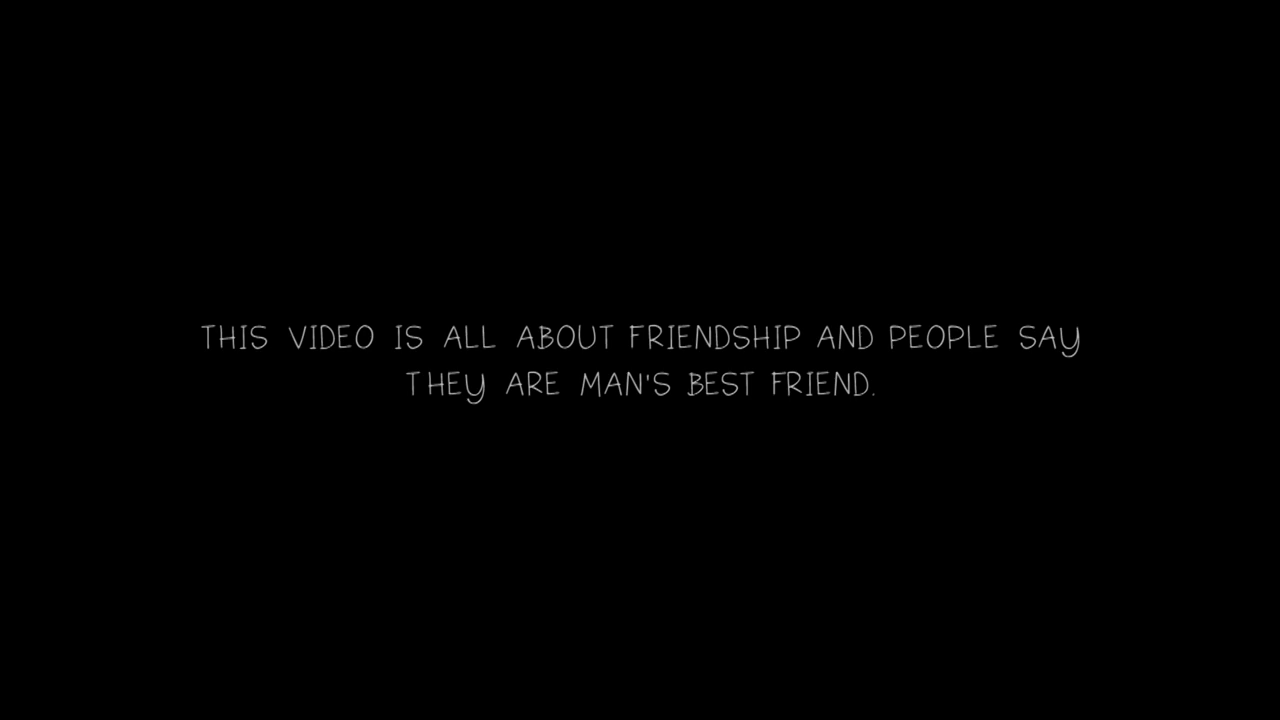 THIS VIDEO IS ALL ABOUT FRIENDSHIP AND PEOPLE SAY
THEY ARE MAN'S BEST FRIEND.